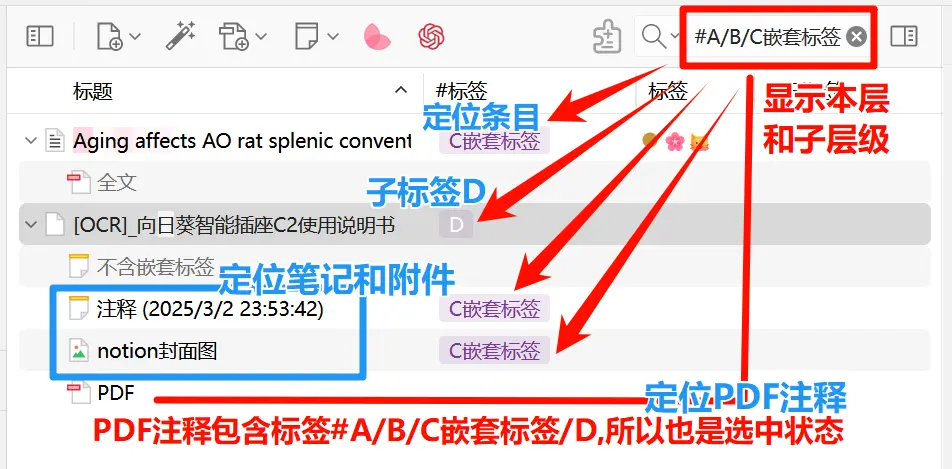 #A/B/C嵌套标签
标题
#标签
标签
显示本层
和子层级
定位条目
Aging affects AO rat splenic convent
C嵌套标签
全文
子标签D
[OCR]_向日葵智能插座C2使用说明书
D
不含嵌套标签
定位笔记和附件
注释 (2025/3/2 23:53:42)
C嵌套标签
notion封面图
C嵌套标签
PDF
定位PDF注释
PDF注释包含标签#A/B/C嵌套标签/D,所以也是选中状态